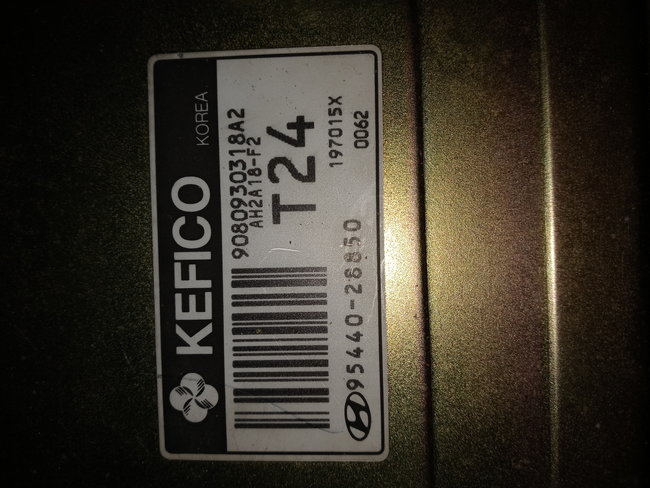 KEFICO KOREA
9080930318A2
AH2A18-F2
T24
95440-26850
197015X
0062